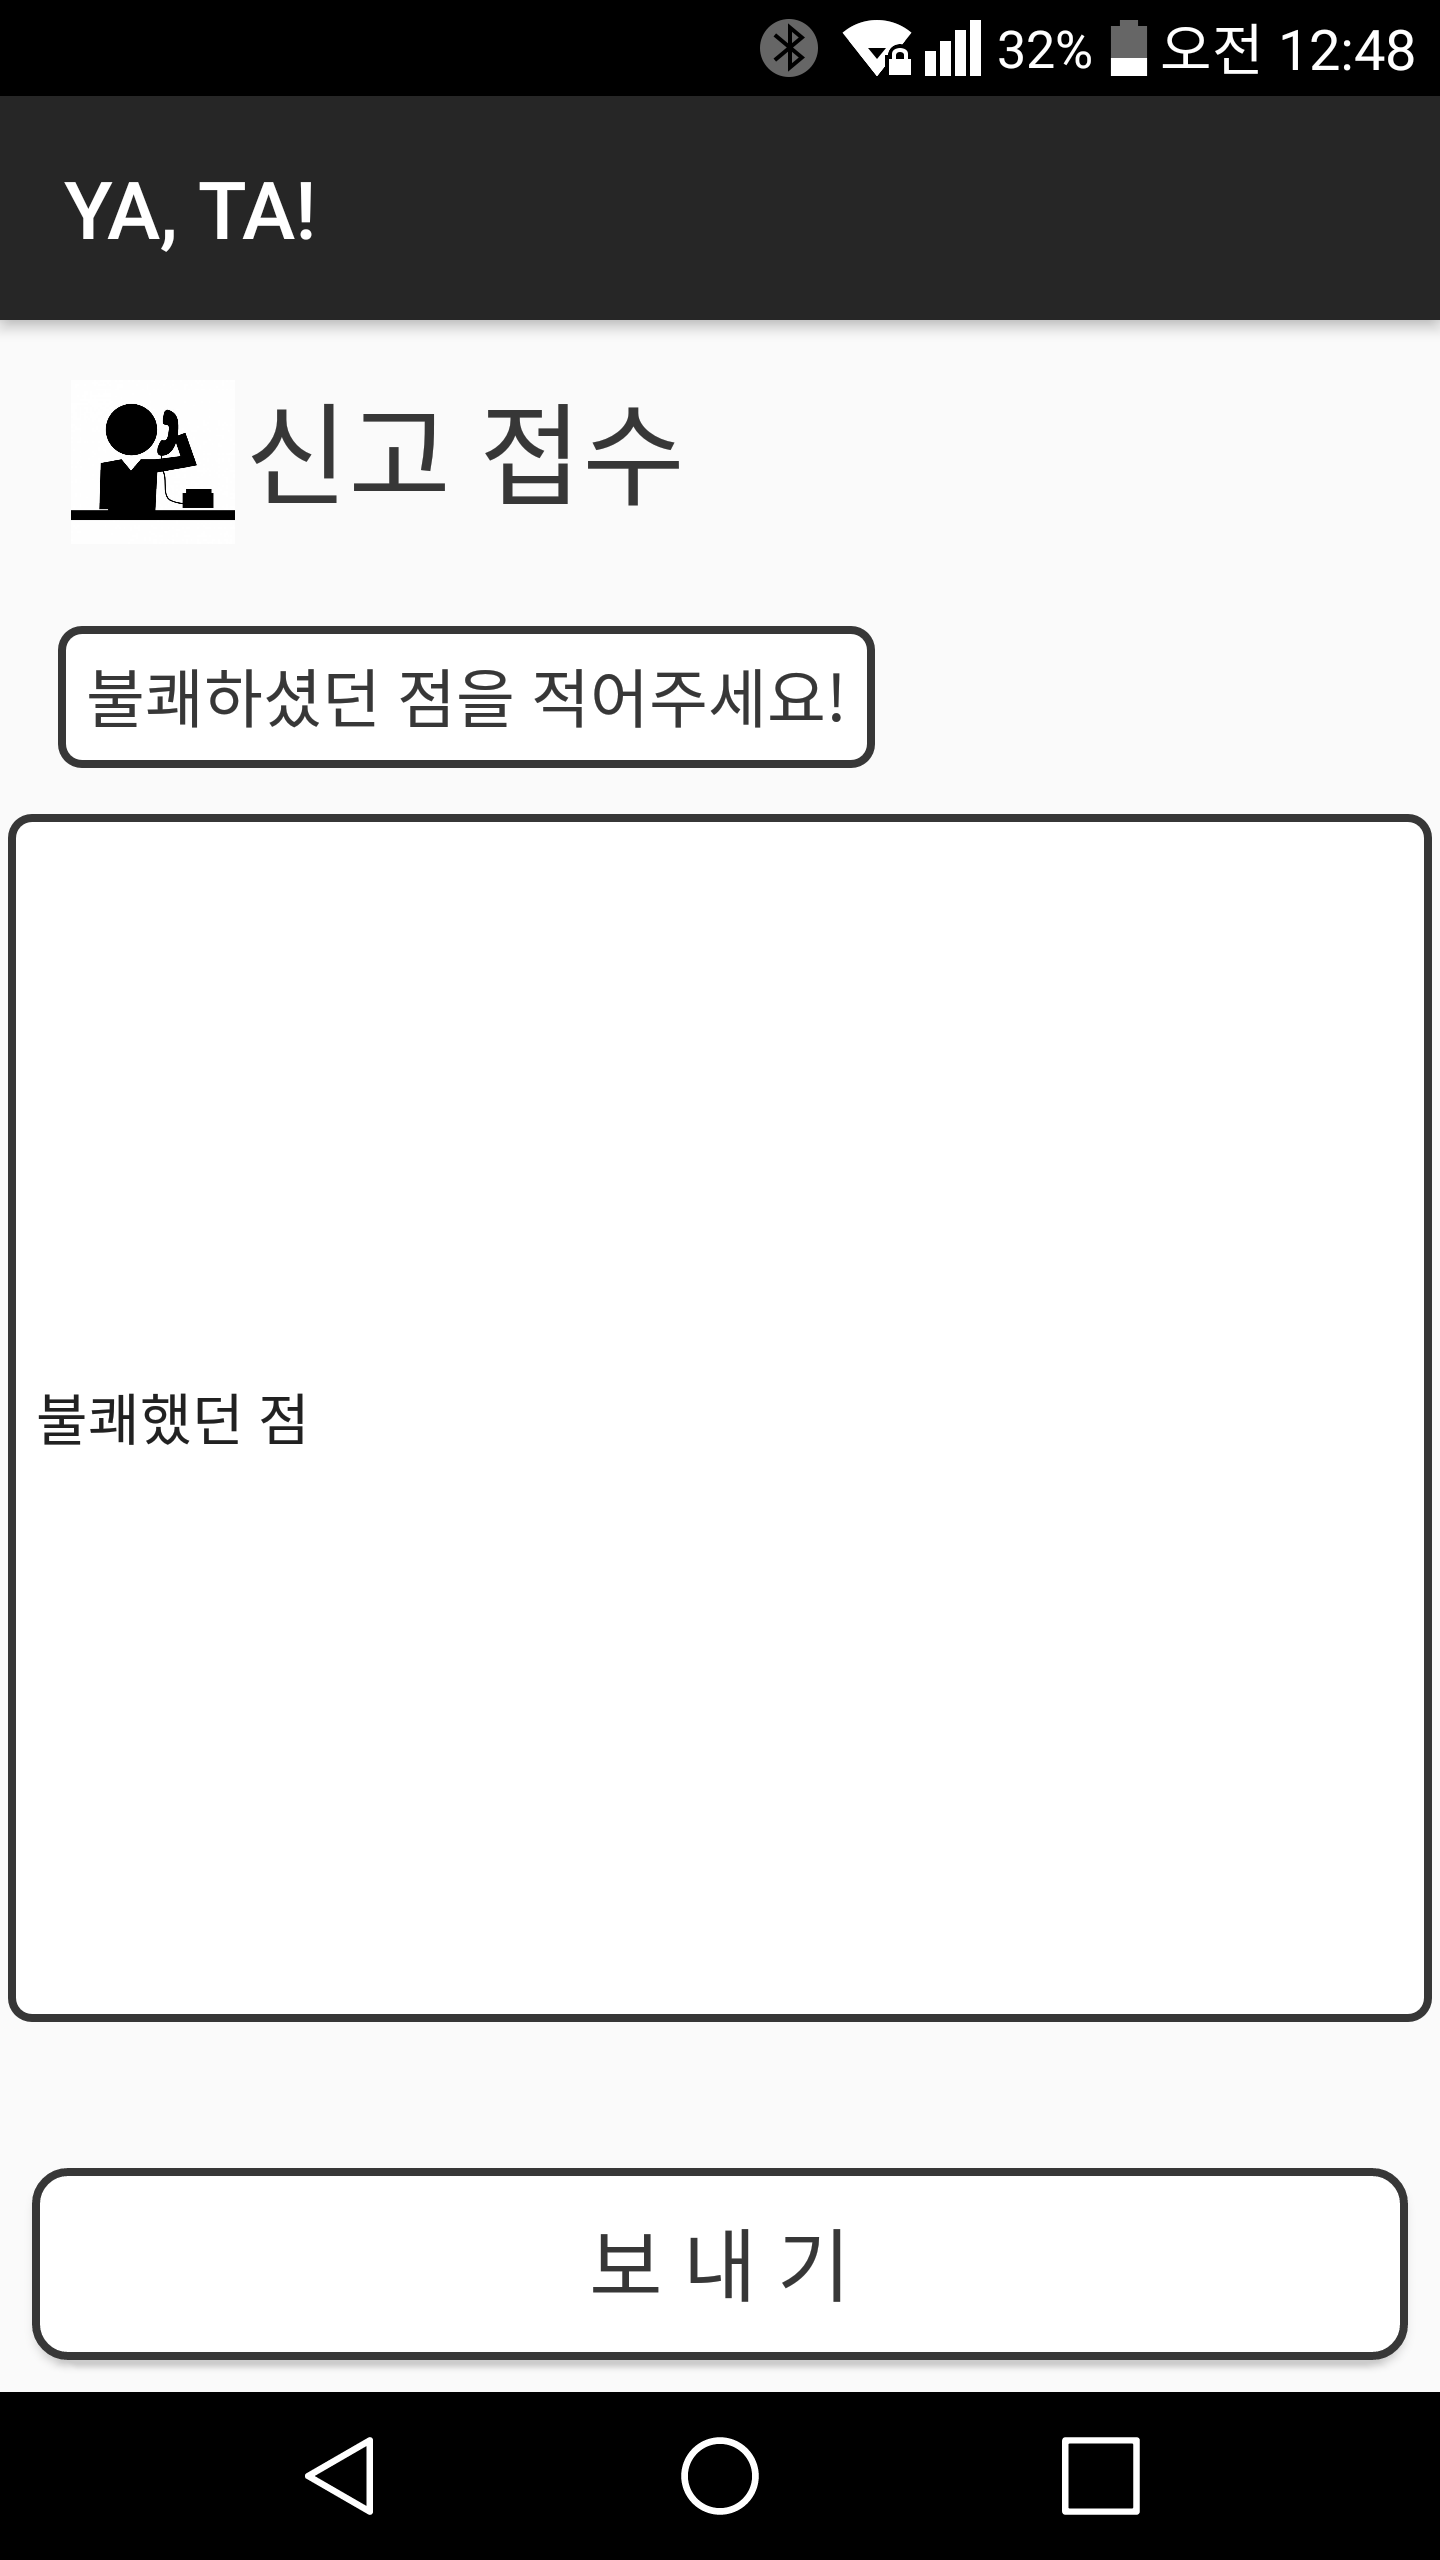 32% 오전 12:48
YA, TA!
신고 접수
불쾌하셨던 점을 적어주세요!
불쾌했던 점
보 내 기